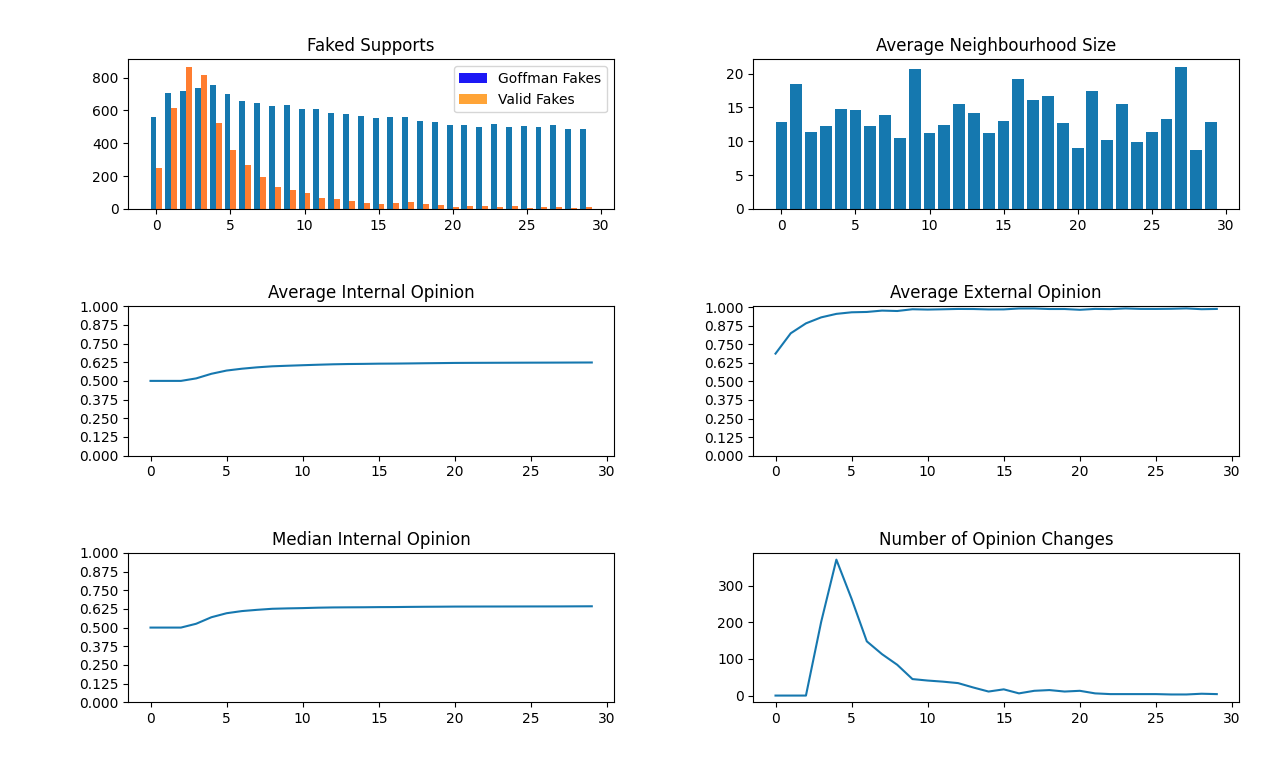 Faked Supports
800
600
400
200
0
Goffman Fakes
Valid Fakes
0 5 10 15 20 25 30
Average Neighbourhood Size
20
15
10
5
0
0 5 10 15 20 25 30
Average Internal Opinion
1.000
0.875
0.750
0.625
0.500
0.375
0.250
0.125
0.000
0 5 10 15 20 25 30
Average External Opinion
1.000
0.875
0.750
0.625
0.500
0.375
0.250
0.125
0.000
0 5 10 15 20 25 30
Median Internal Opinion
1.000
0.875
0.750
0.625
0.500
0.375
0.250
0.125
0.000
0 5 10 15 20 25 30
Number of Opinion Changes
300
200
100
0
0 5 10 15 20 25 30